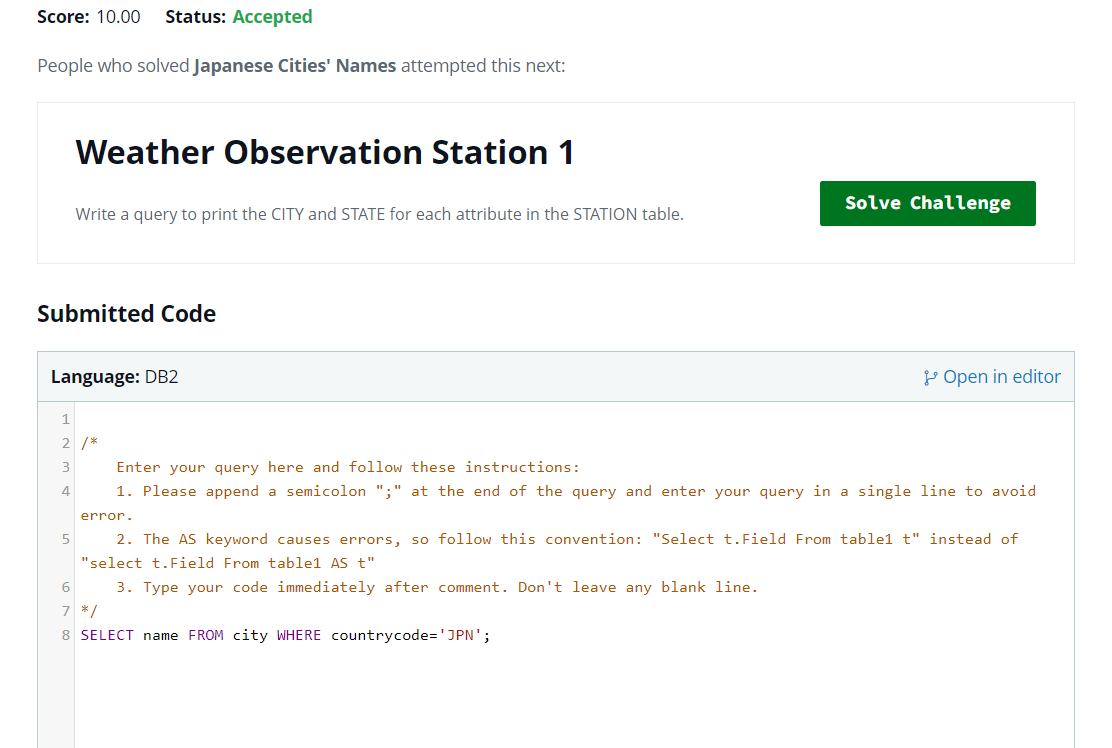 Score: 10.00 Status: Accepted
People who solved Japanese Cities' Names attempted this next:
Weather Observation Station 1
Write a query to print the CITY and STATE for each attribute in the STATION table.
Solve Challenge
Submitted Code
Language: DB2 Open in editor
1
2 /*
3 Enter your query here and follow these instructions:
4 1. Please append a semicolon ";" at the end of the query and enter your query in a single line to avoid
error.
5 2. The AS keyword causes errors, so follow this convention: "Select t.Field From table1 t" instead of
"select t.Field From table1 AS t"
6 3. Type your code immediately after comment. Don't leave any blank line.
7 */
8 SELECT name FROM city WHERE countrycode='JPN';